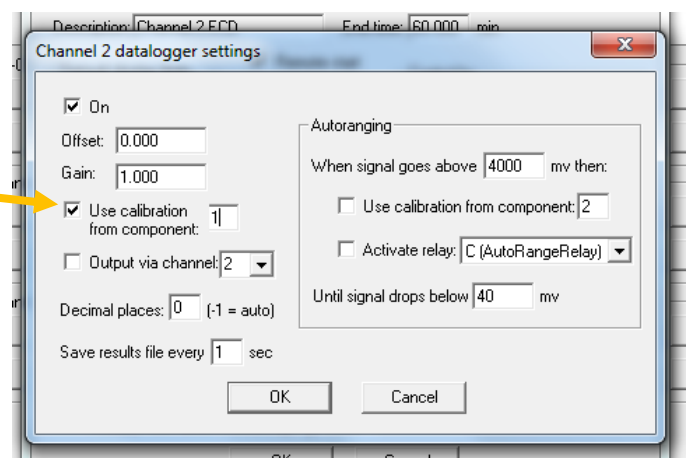 Description: Channel 2 ECD End time: 60.000 min
Channel 2 datalogger settings
On
Offset: 0.000
Gain: 1.000
Use calibration
from component: 1
Output via channel: 2
Decimal places: 0 (-1 = auto)
Save results file every 1 sec
Autoranging
When signal goes above 4000 mv then:
Use calibration from component: 2
Activate relay: C (AutoRangeRelay)
Until signal drops below 40 mv
OK Cancel